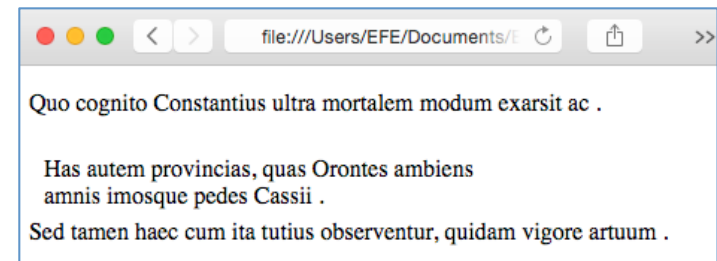 file:///Users/EFE/Documents/E
>>
Quo cognito Constantius ultra mortalem modum exarsit ac .
Has autem provincias, quas Orontes ambiens
amnis imosque pedes Cassii .
Sed tamen haec cum ita tutius observentur, quidam vigore artuum .